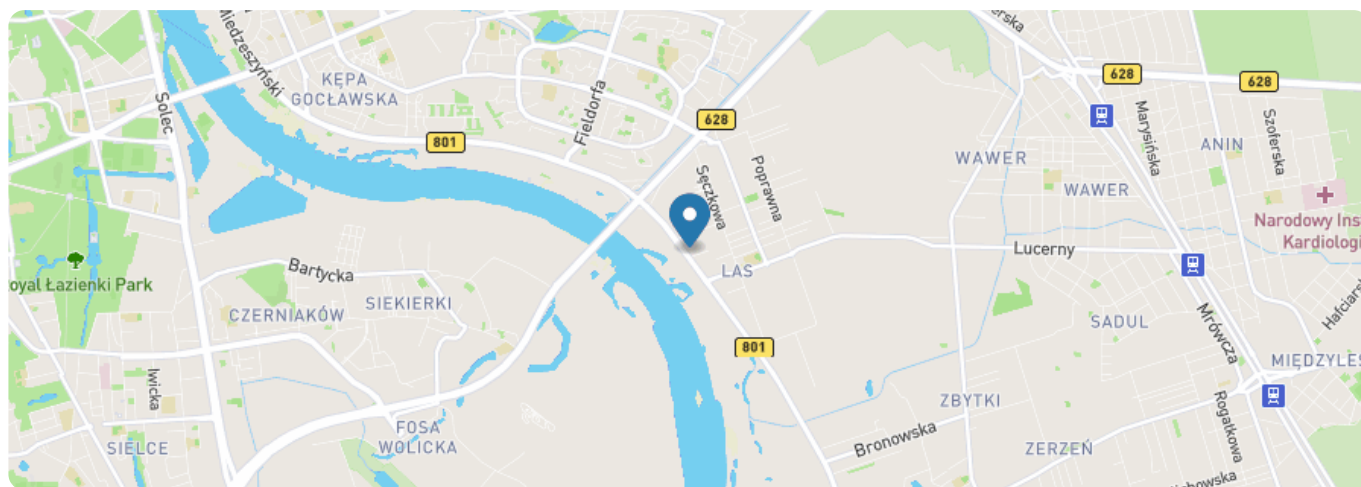 Miedzeszyński
KĘPA
GOCŁAWSKA
Solec
801
Fieldorfa
628
Sęczkowa
Poprawna
628
628
Marysińska
Szoferska
ANIN
WAWER
WAWER
Narodowy Ins
Kardiologi
Lucerny
LAS
oyal Łazienki Park
Bartycka
SIEKIERKI
CZERNIAKÓW
SADUL
Mrówcza
Hafciars
801
MIĘDZYLES
Iwicka
ZBYTKI
Rogatkowa
FOSA
WOLICKA
Bronowska
SIELCE
ZERZEŃ